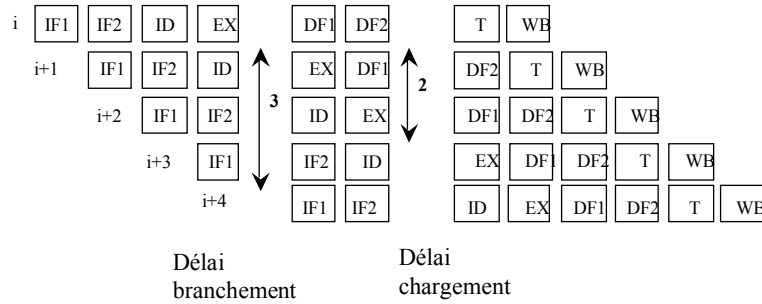 i IF1 IF2 ID EX DF1 DF2 T WB
i+1 IF1 IF2 ID EX DF1 DF2 T WB
3 2
i+2 IF1 IF2 ID EX DF1 DF2 T WB
i+3 IF1 IF2 ID EX DF1 DF2 T WB
i+4 IF1 IF2 ID EX DF1 DF2 T WB
Délai Délai
branchement chargement